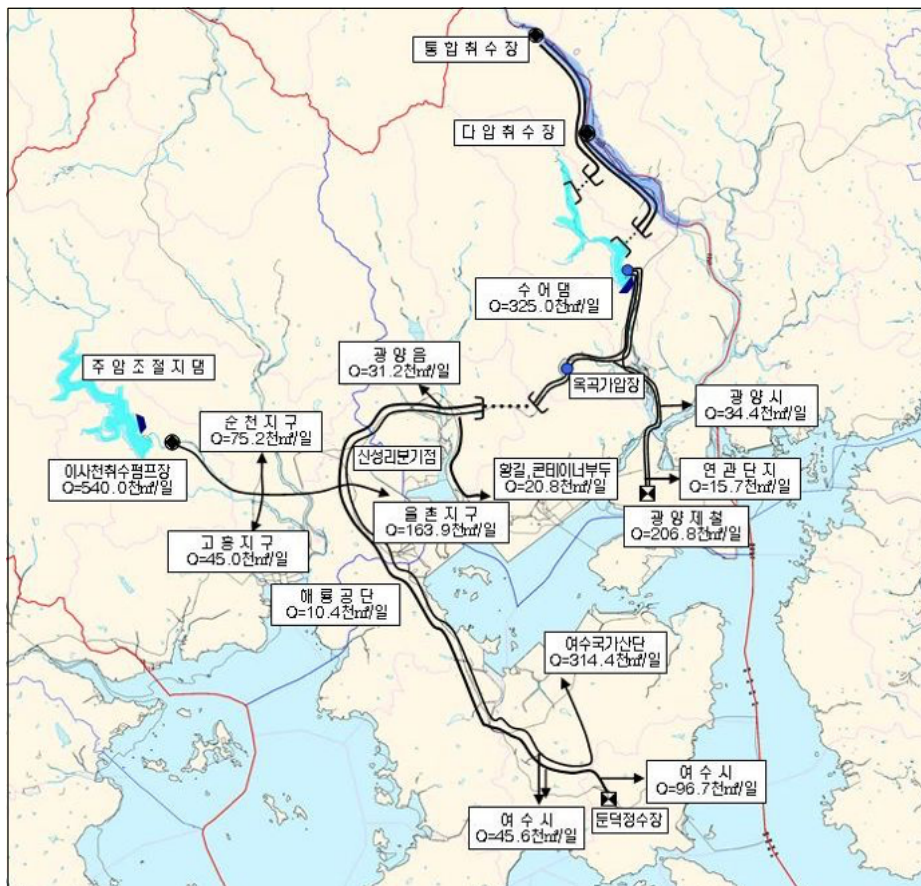 통합취수장
다압취수장
수어댐
Q=325.0천㎥/일
광양읍
Q=31.2천㎥/일
옥곡가압장
주암조절지댐
순천지구
Q=75.2천㎥/일
광양시
Q=34.4천㎥/일
신성리분기점
이사천취수펌프장
Q=540.0천㎥/일
황길,콘테이너부두
Q=20.8천㎥/일
연관단지
Q=15.7천㎥/일
율촌지구
Q=163.9천㎥/일
광양제철
Q=206.8천㎥/일
고흥지구
Q=45.0천㎥/일
해룡공단
Q=10.4천㎥/일
여수국가산단
Q=314.4천㎥/일
여수시
Q=96.7천㎥/일
여수시
Q=45.6천㎥/일
둔덕정수장